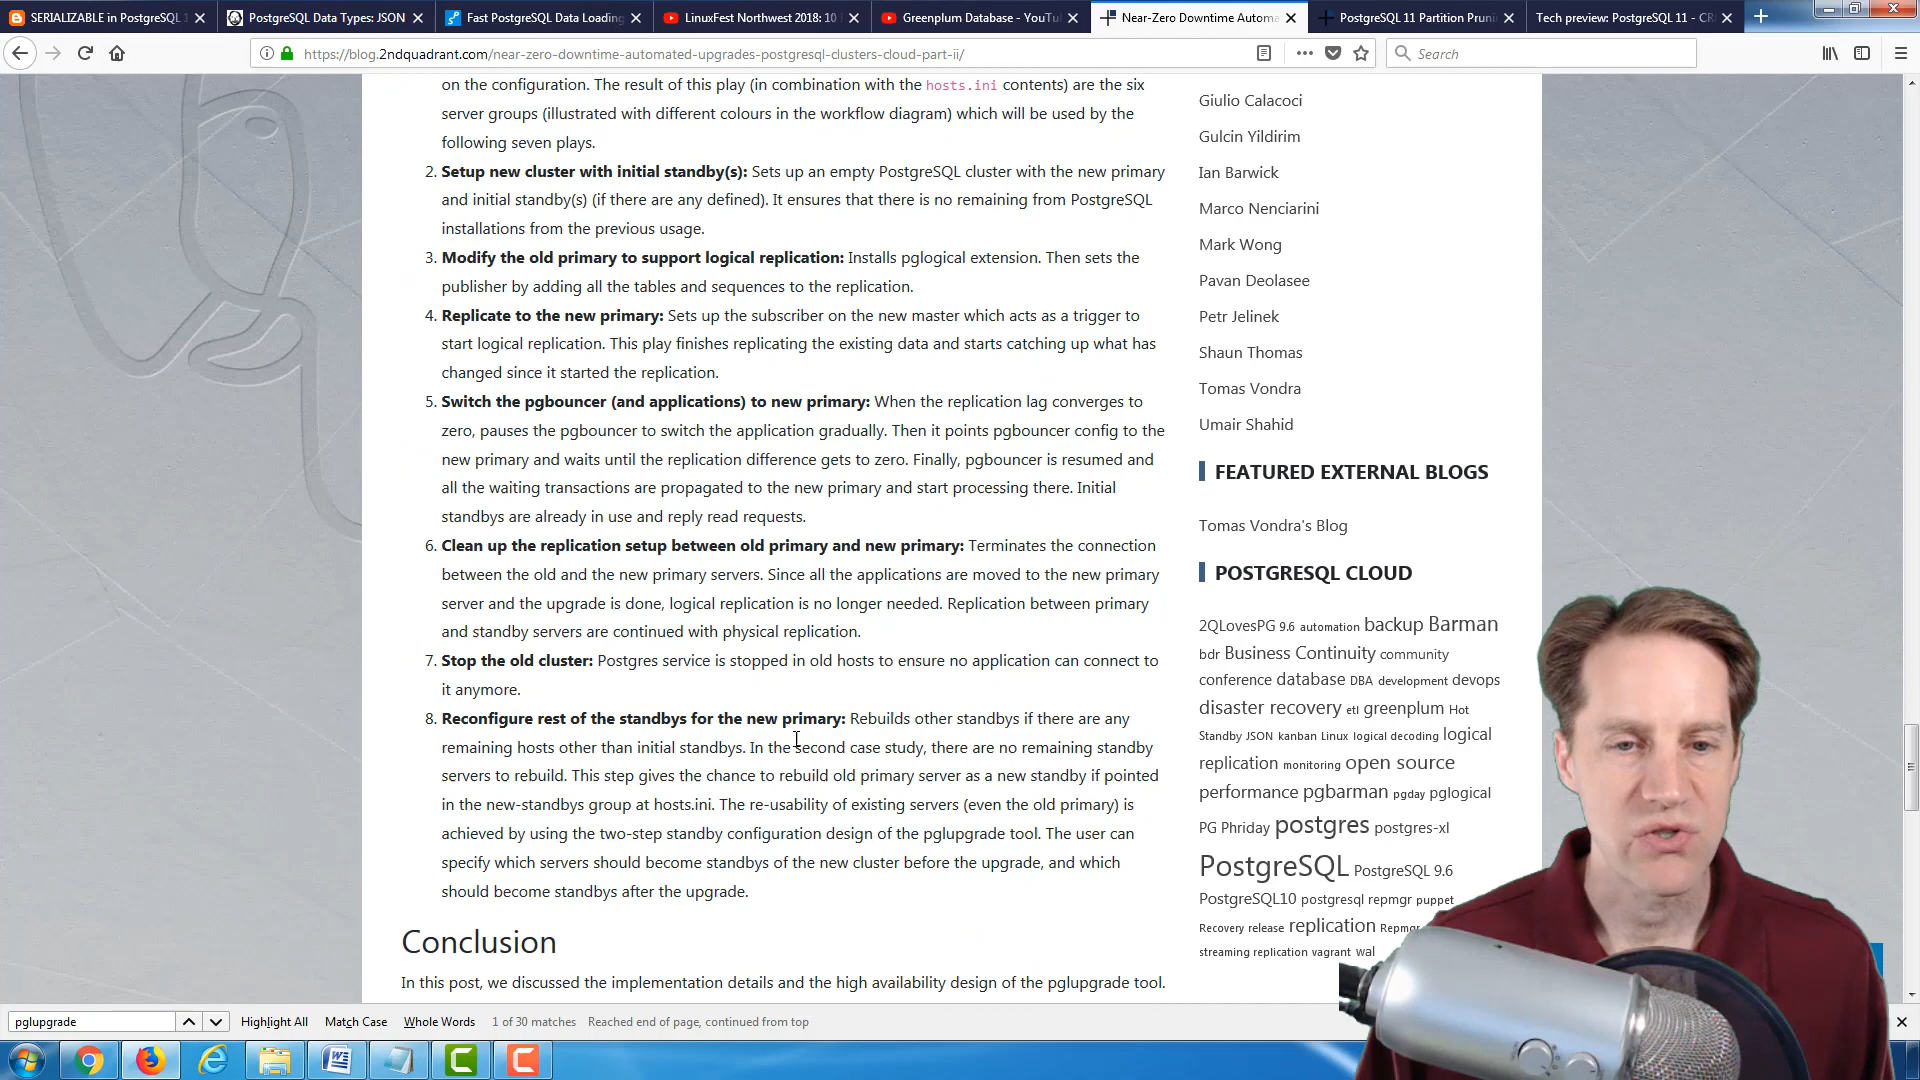 SERIALIZABLE in PostgreSQL 1
PostgreSQL Data Types: JSON
Fast PostgreSQL Data Loading
LinuxFest Northwest 2018: 10
Greenplum Database - YouTu
Near-Zero Downtime Automa
PostgreSQL 11 Partition Pruni
Tech preview: PostgreSQL 11 - CR
https://blog.2ndquadrant.com/near-zero-downtime-automated-upgrades-postgresql-clusters-cloud-part-ii/
Search
on the configuration. The result of this play (in combination with the hosts.ini contents) are the six
server groups (illustrated with different colours in the workflow diagram) which will be used by the
following seven plays.
2. Setup new cluster with initial standby(s): Sets up an empty PostgreSQL cluster with the new primary
and initial standby(s) (if there are any defined). It ensures that there is no remaining from PostgreSQL
installations from the previous usage.
3. Modify the old primary to support logical replication: Installs pglogical extension. Then sets the
publisher by adding all the tables and sequences to the replication.
4. Replicate to the new primary: Sets up the subscriber on the new master which acts as a trigger to
start logical replication. This play finishes replicating the existing data and starts catching up what has
changed since it started the replication.
5. Switch the pgbouncer (and applications) to new primary: When the replication lag converges to
zero, pauses the pgbouncer to switch the application gradually. Then it points pgbouncer config to the
new primary and waits until the replication difference gets to zero. Finally, pgbouncer is resumed and
all the waiting transactions are propagated to the new primary and start processing there. Initial
standbys are already in use and reply read requests.
6. Clean up the replication setup between old primary and new primary: Terminates the connection
between the old and the new primary servers. Since all the applications are moved to the new primary
server and the upgrade is done, logical replication is no longer needed. Replication between primary
and standby servers are continued with physical replication.
7. Stop the old cluster: Postgres service is stopped in old hosts to ensure no application can connect to
it anymore.
8. Reconfigure rest of the standbys for the new primary: Rebuilds other standbys if there are any
remaining hosts other than initial standbys. In the second case study, there are no remaining standby
servers to rebuild. This step gives the chance to rebuild old primary server as a new standby if pointed
in the new-standbys group at hosts.ini. The re-usability of existing servers (even the old primary) is
achieved by using the two-step standby configuration design of the pglupgrade tool. The user can
specify which servers should become standbys of the new cluster before the upgrade, and which
should become standbys after the upgrade.
Conclusion
In this post, we discussed the implementation details and the high availability design of the pglupgrade tool.
Giulio Calacoci
Gulcin Yildirim
Ian Barwick
Marco Nenciarini
Mark Wong
Pavan Deolasee
Petr Jelinek
Shaun Thomas
Tomas Vondra
Umair Shahid
FEATURED EXTERNAL BLOGS
Tomas Vondra's Blog
POSTGRESQL CLOUD
2QLovesPG 9.6 automation backup Barman
bdr Business Continuity community
conference database DBA development devops
disaster recovery etl greenplum Hot
Standby JSON kanban Linux logical decoding logical
replication monitoring open source
performance pgbarman pgday pglogical
PG Phriday postgres postgres-xl
PostgreSQL PostgreSQL 9.6
PostgreSQL10 postgresql repmgr puppet
Recovery release replication Repmgr
streaming replication vagrant wal
pglupgrade
Highlight All
Match Case
Whole Words
1 of 30 matches
Reached end of page, continued from top